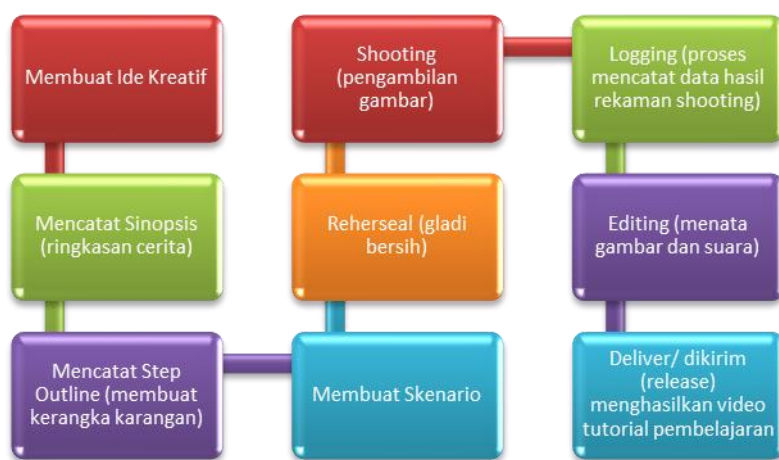 Membuat Ide Kreatif
Mencatat Sinopsis
(ringkasan cerita)
Mencatat Step
Outline (membuat
kerangka karangan)
Membuat Skenario
Reherseal (gladi
bersih)
Shooting
(pengambilan
gambar)
Logging (proses
mencatat data hasil
rekaman shooting)
Editing (menata
gambar dan suara)
Deliver/ dikirim
(release)
menghasilkan video
tutorial pembelajaran